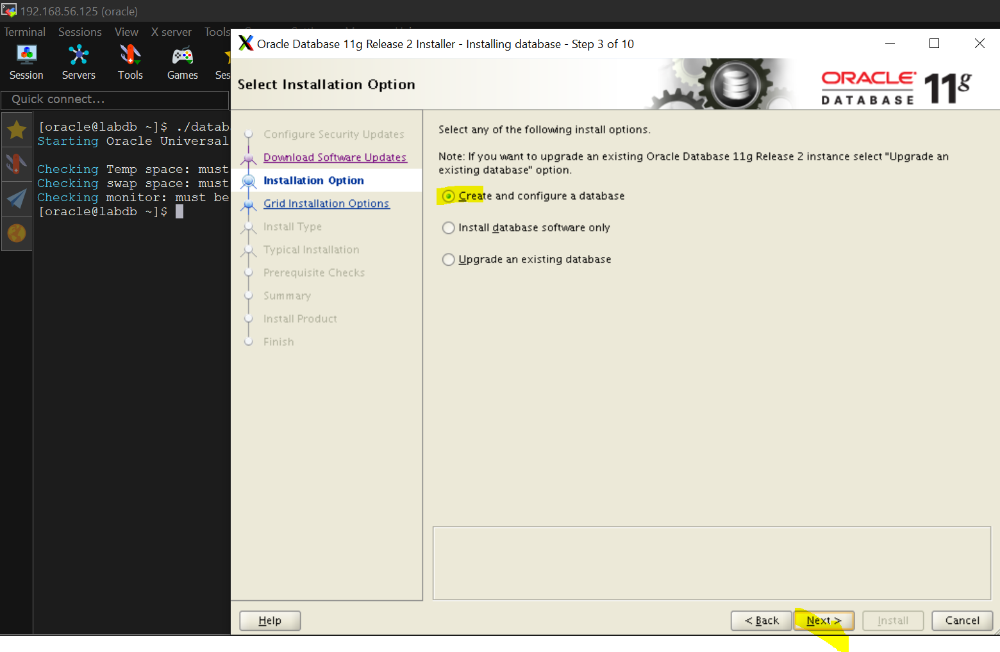 192.168.56.125 (oracle)
Terminal Sessions View X server Tools
Session Servers Tools Games Ses
Quick connect...
[oracle@labdb ~]$ ./datab
Starting Oracle Universal
Checking Temp space: must
Checking swap space: must
Checking monitor: must be
[oracle@labdb ~]$
Oracle Database 11g Release 2 Installer - Installing database - Step 3 of 10
Select Installation Option
ORACLE
DATABASE 11g
Configure Security Updates
Download Software Updates
Installation Option
Grid Installation Options
Install Type
Typical Installation
Prerequisite Checks
Summary
Install Product
Finish
Select any of the following install options.
Note: If you want to upgrade an existing Oracle Database 11g Release 2 instance select "Upgrade an
existing database" option.
Create and configure a database
Install database software only
Upgrade an existing database
Help < Back Next > Install Cancel